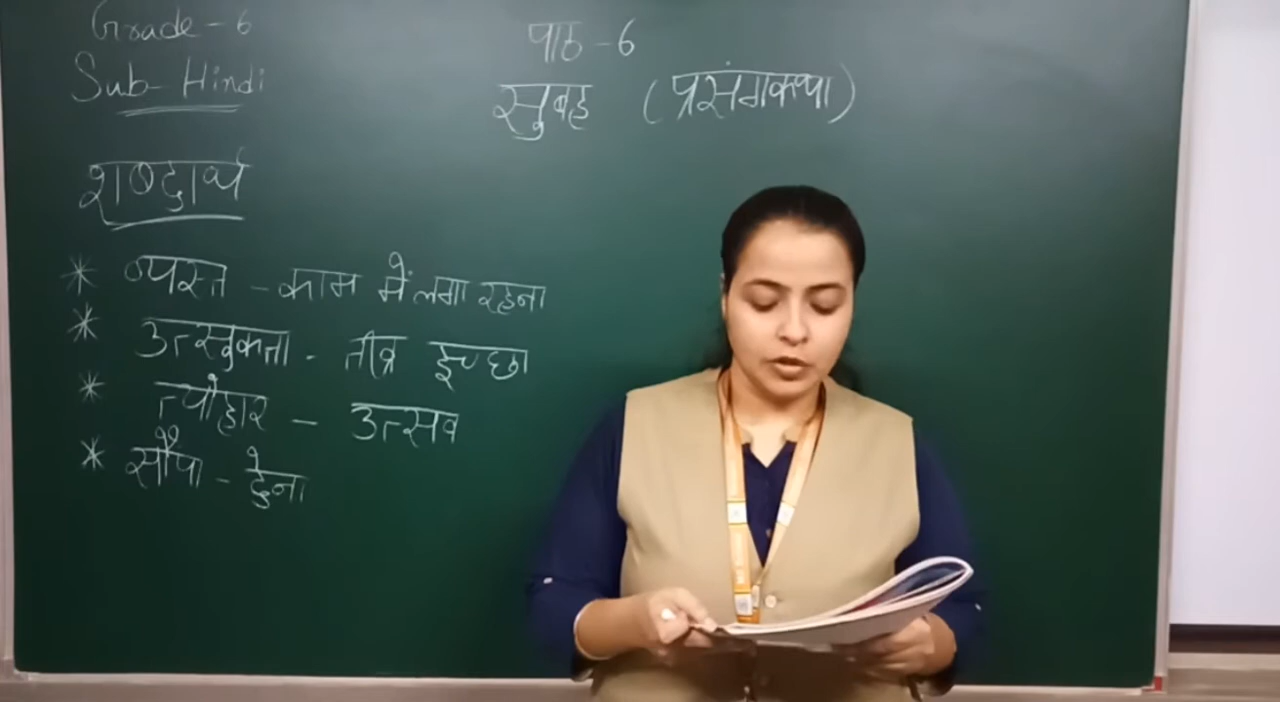 Grade - 6
Sub- Hindi
पाठ - 6
सुबह (प्रसंगकथा)
शब्दार्थ
* व्यस्त - काम में लगा रहना
* उत्सुकता - तीव्र इच्छा
* त्योहार - उत्सव
* सौंपा - देना